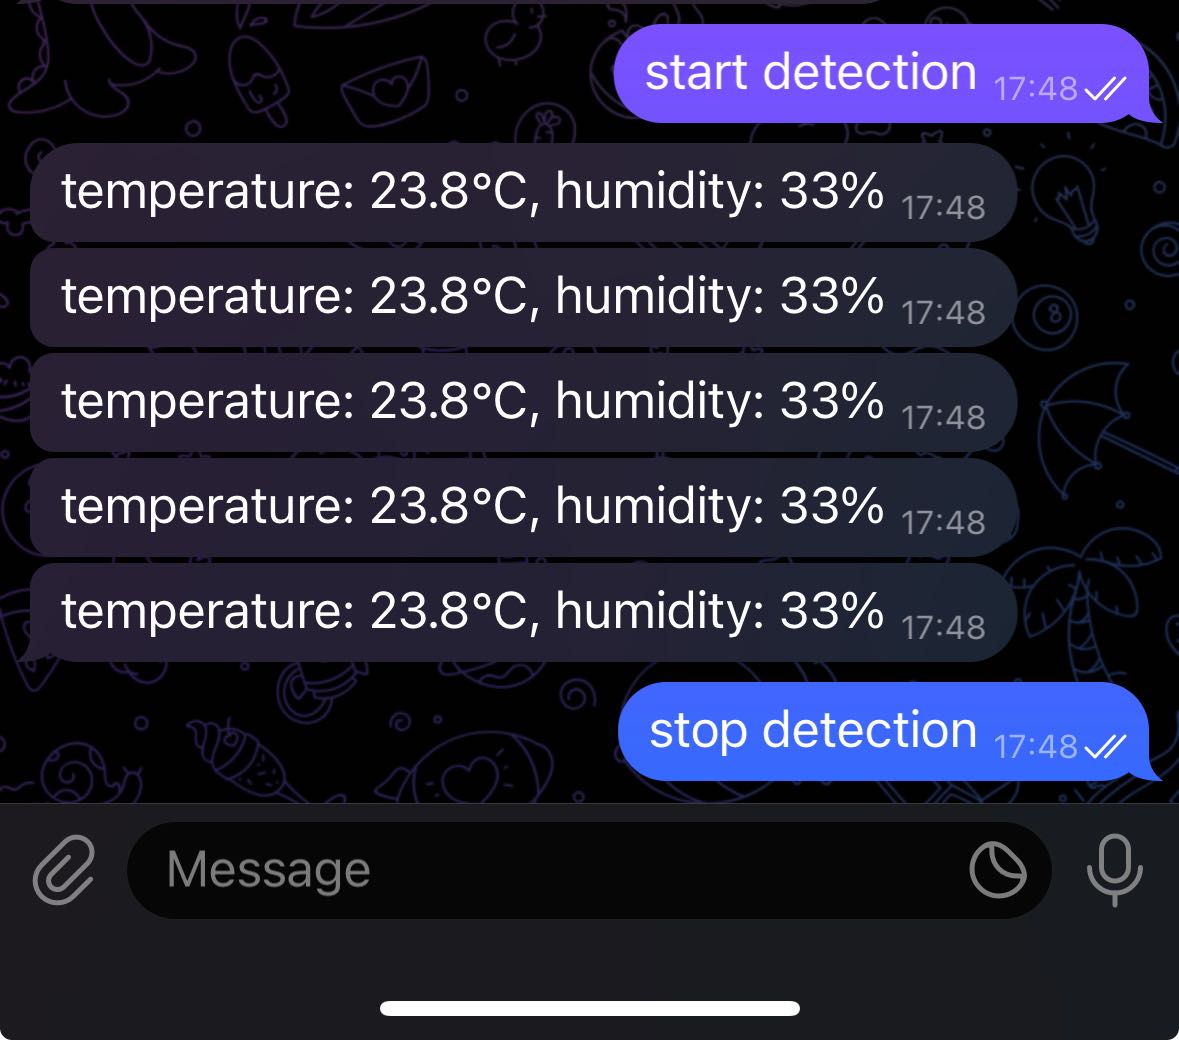 start detection 17:48
temperature: 23.8°C, humidity: 33% 17:48
temperature: 23.8°C, humidity: 33% 17:48
temperature: 23.8°C, humidity: 33% 17:48
temperature: 23.8°C, humidity: 33% 17:48
temperature: 23.8°C, humidity: 33% 17:48
stop detection 17:48
Message